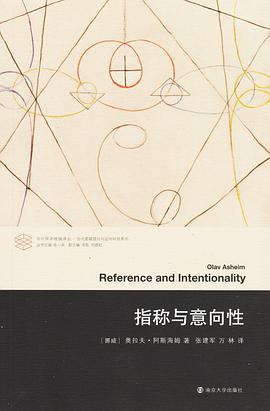 Olav Asheim
Reference and Intentionality
指称与意向性
［挪威］奥拉夫·阿斯海姆 著 张建军 万林 译
南京大学出版社